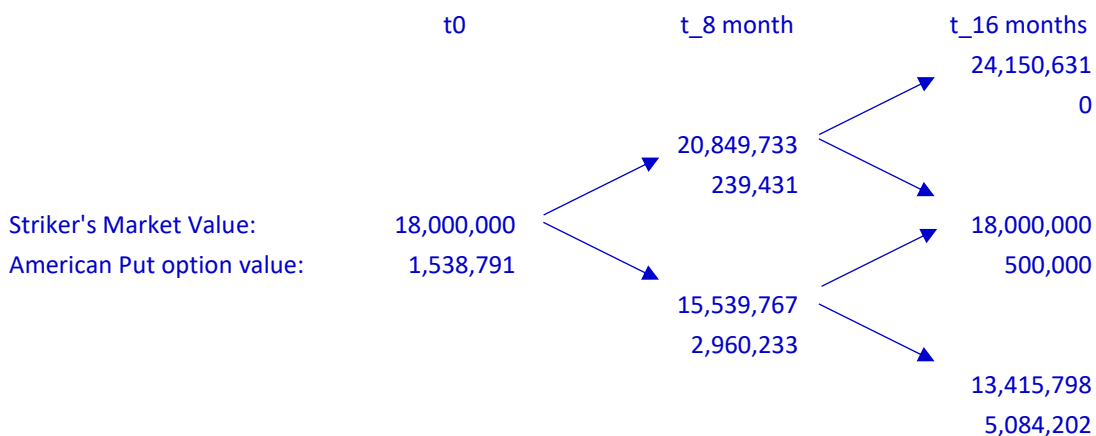 t0 t_8 month t_16 months
24,150,631
0
20,849,733
239,431
Striker's Market Value: 18,000,000 18,000,000
American Put option value: 1,538,791 500,000
15,539,767
2,960,233
13,415,798
5,084,202